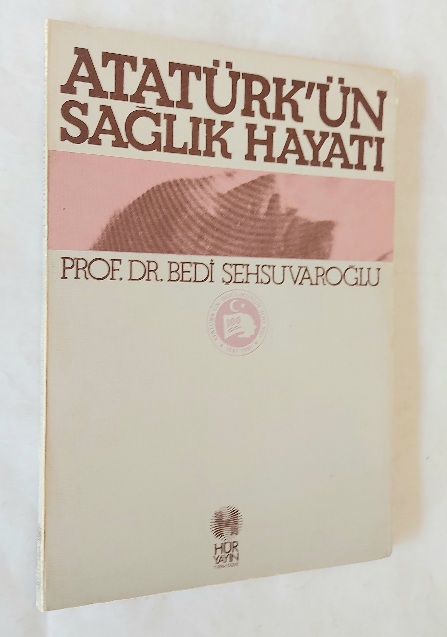 ATATÜRK'ÜN
SAĞLIK HAYATI
PROF. DR. BEDİ ŞEHSUVAROĞLU
HÜR
YAYIN